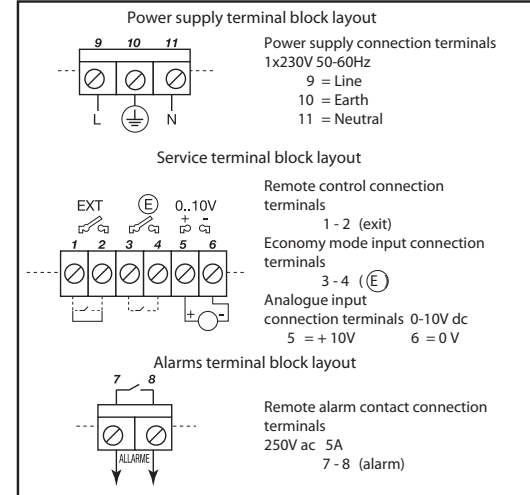 Power supply terminal block layout
9 10 11
L N
Power supply connection terminals
1x230V 50-60Hz
9 = Line
10 = Earth
11 = Neutral
Service terminal block layout
EXT E 0..10V
+ -
1 2 3 4 5 6
+ -
Remote control connection
terminals
1 - 2 (exit)
Economy mode input connection
terminals
3 - 4 (E)
Analogue input
connection terminals 0-10V dc
5 = + 10V 6 = 0 V
Alarms terminal block layout
7 8
ALLARME
Remote alarm contact connection
terminals
250V ac 5A
7 - 8 (alarm)